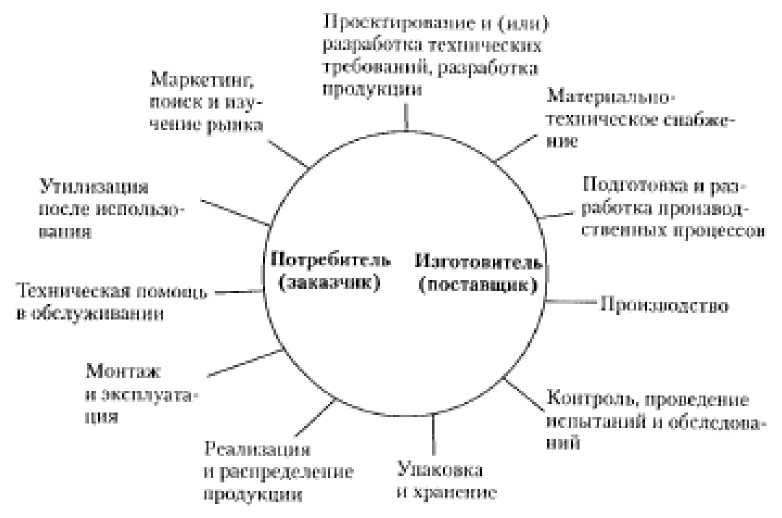 Проектирование и (или)
разработка технических
требований, разработка
продукции
Материально-
техническое снабже-
ние
Подготовка и раз-
работка производ-
ственных процессов
Производство
Контроль, проведение
испытаний и обследова-
ний
Упаковка
и хранение
Реализация
и распределение
продукции
Монтаж
и эксплуата-
ция
Техническая помощь
в обслуживании
Утилизация
после использо-
вания
Маркетинг,
поиск и изу-
чение рынка
Потребитель
(заказчик)
Изготовитель
(поставщик)